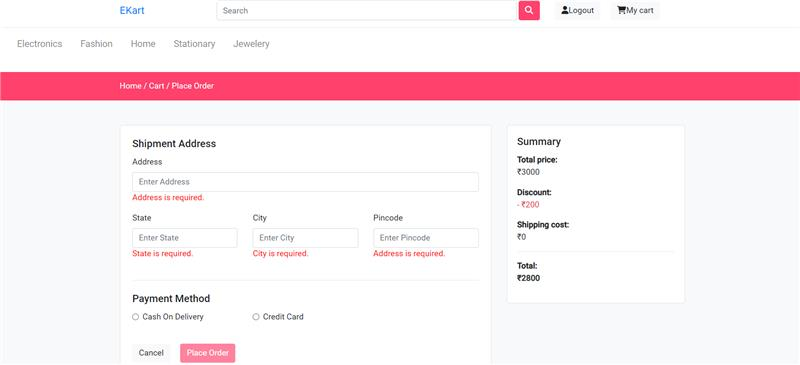 EKart
Search
Logout
My cart
Electronics Fashion Home Stationary Jewelery
Home / Cart / Place Order
Shipment Address
Address
Enter Address
Address is required.
State City Pincode
Enter State Enter City Enter Pincode
State is required. City is required. Address is required.
Payment Method
Cash On Delivery Credit Card
Cancel Place Order
Summary
Total price:
₹3000
Discount:
- ₹200
Shipping cost:
₹0
Total:
₹2800